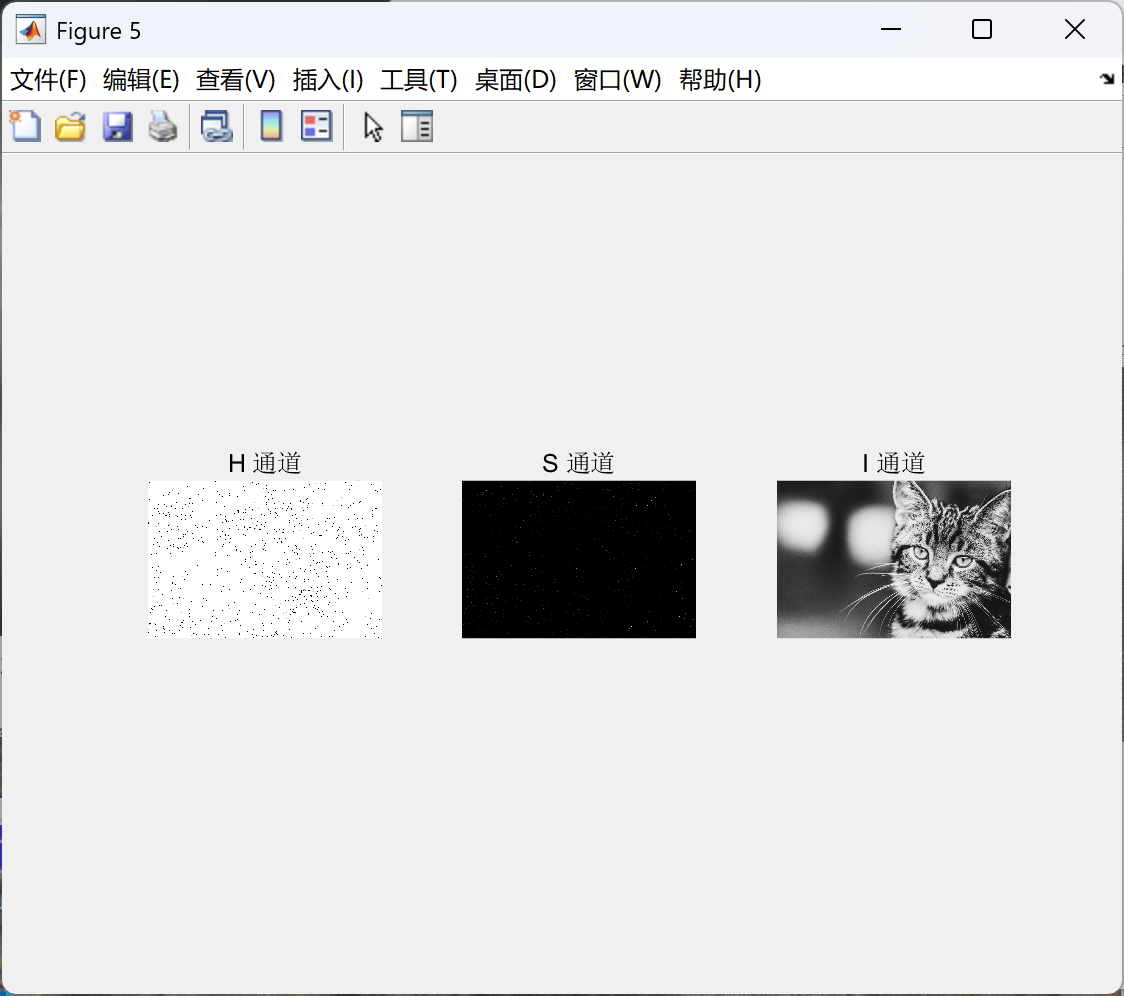 Figure 5
文件(F) 编辑(E) 查看(V) 插入(I) 工具(T) 桌面(D) 窗口(W) 帮助(H)
H 通道 S 通道 I 通道